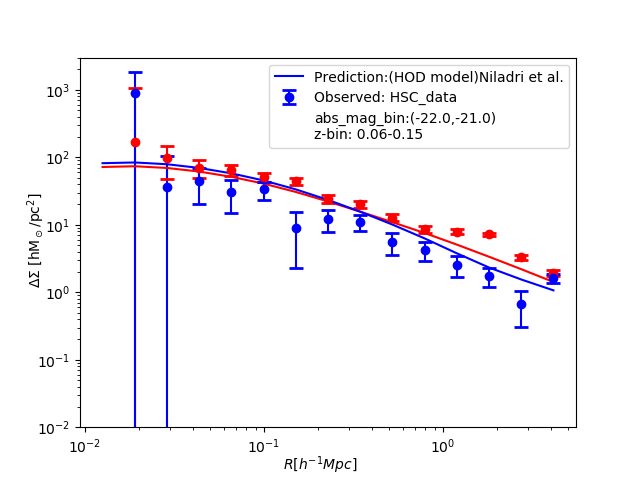 Prediction:(HOD model)Niladri et al.
Observed: HSC_data
abs_mag_bin:(-22.0,-21.0)
z-bin: 0.06-0.15
10³
10²
10¹
10⁰
10⁻¹
10⁻²
ΔΣ [hM⊙/pc²]
10⁻² 10⁻¹ 10⁰
R[h⁻¹Mpc]